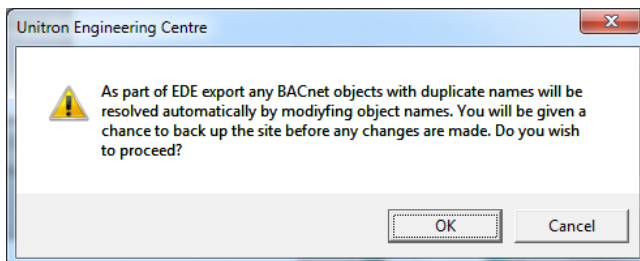 Unitron Engineering Centre
As part of EDE export any BACnet objects with duplicate names will be
resolved automatically by modiyfing object names. You will be given a
chance to back up the site before any changes are made. Do you wish
to proceed?
OK
Cancel